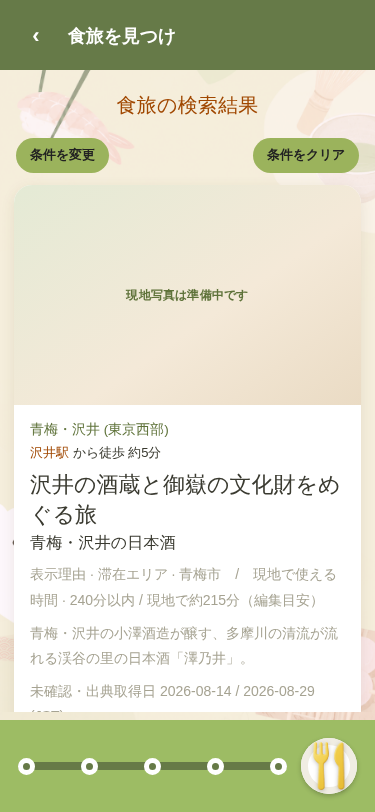 ‹ 食旅を見つけ
食旅の検索結果
条件を変更
条件をクリア
現地写真は準備中です
青梅・沢井 (東京西部)
沢井駅 から徒歩 約5分
沢井の酒蔵と御嶽の文化財をめ
ぐる旅
青梅・沢井の日本酒
表示理由 · 滞在エリア · 青梅市 / 現地で使える
時間 · 240分以内 / 現地で約215分（編集目安）
青梅・沢井の小澤酒造が醸す、多摩川の清流が流
れる渓谷の里の日本酒「澤乃井」。
未確認・出典取得日 2026-08-14 / 2026-08-29